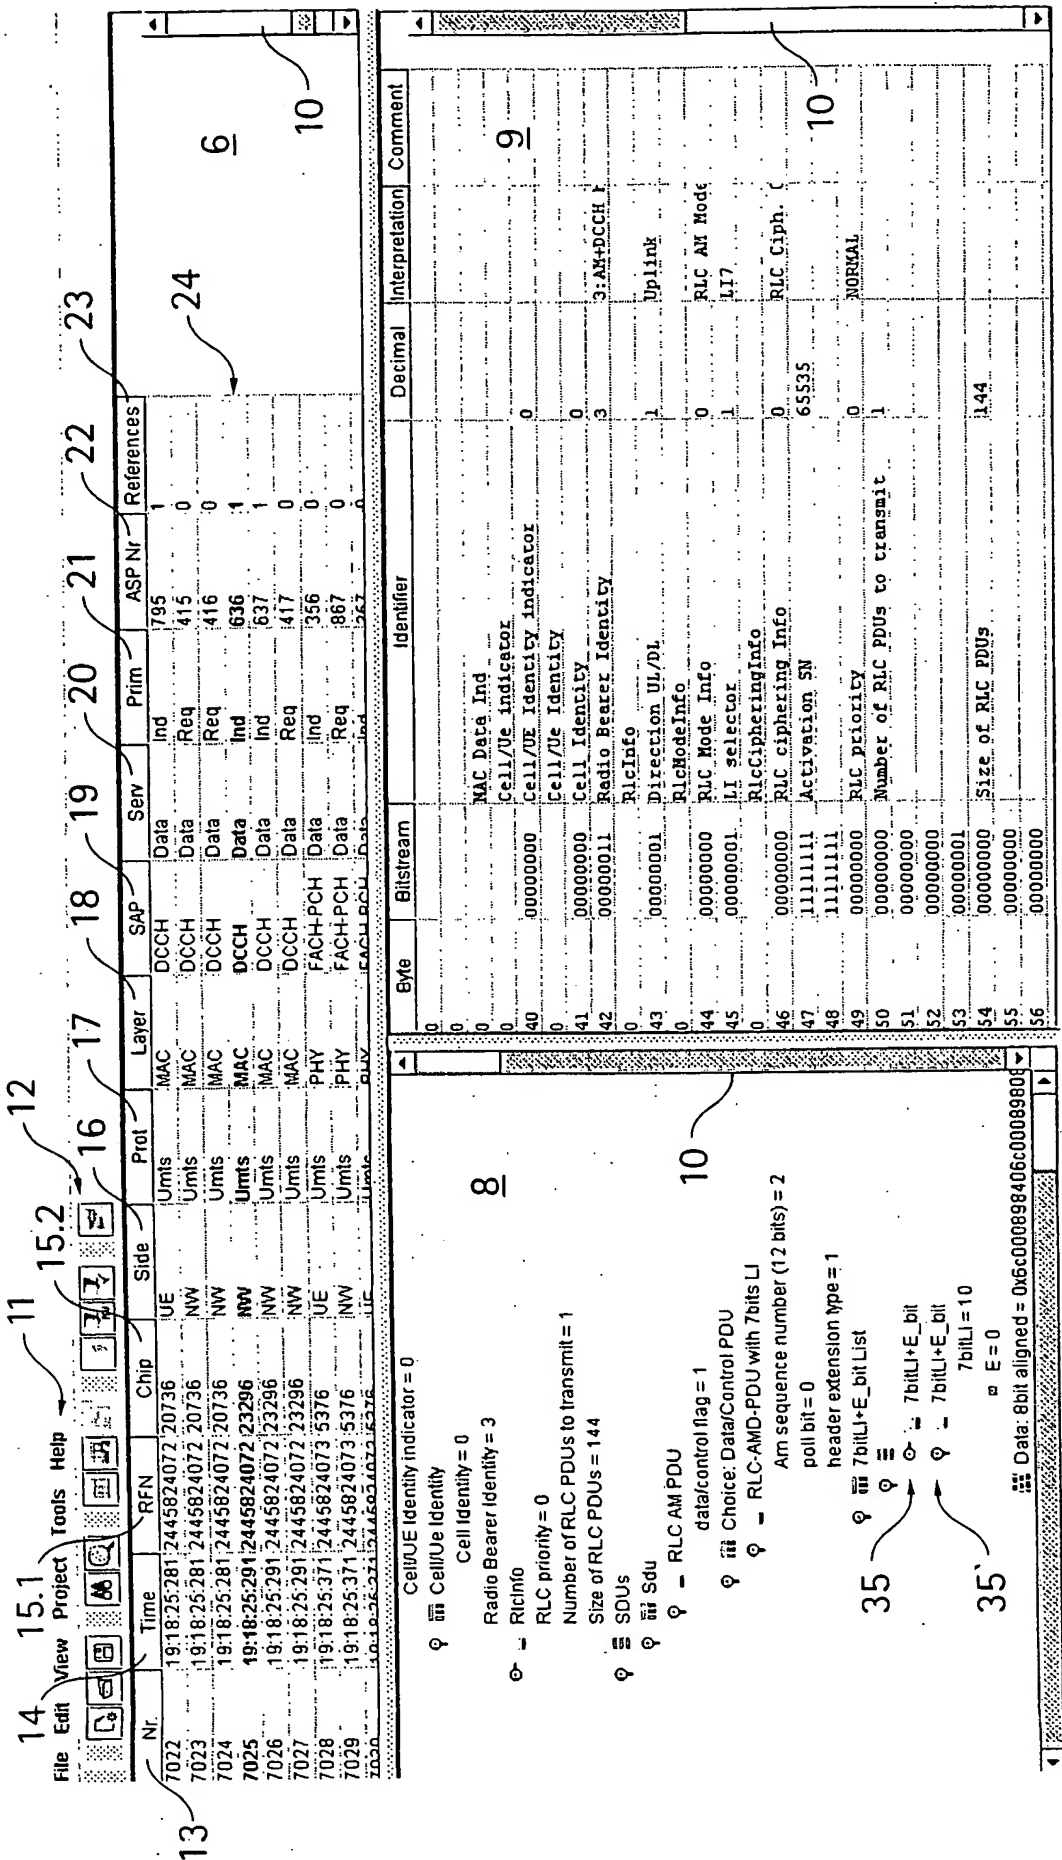 14
15.1
11
15.2
12
File Edit View Project Tools Help
13
16
17
18
19
20
21
22
23
Nr. Time RFN Chip Side Prot Layer SAP Serv Prim ASP Nr References
7022 19:18:25:281 2445824072 20736 UE Umts MAC DCCH Data Ind 795 1
7023 19:18:25:281 2445824072 20736 NW Umts MAC DCCH Data Req 415 0
7024 19:18:25:281 2445824072 20736 NW Umts MAC DCCH Data Req 416 0
7025 19:18:25:291 2445824072 23296 NW Umts MAC DCCH Data Ind 636 1
7026 19:18:25:291 2445824072 23296 NW Umts MAC DCCH Data Ind 637 1
7027 19:18:25:291 2445824072 23296 NW Umts MAC DCCH Data Req 417 0
7028 19:18:25:371 2445824073 5376 UE Umts PHY FACH-PCH Data Ind 356 0
7029 19:18:25:371 2445824073 5376 NW Umts PHY FACH-PCH Data Req 867 0
24
6
10
Cell/UE Identity indicator = 0
Cell/Ue Identity
Cell Identity = 0
Radio Bearer Identity = 3
RlcInfo
RLC priority = 0
Number of RLC PDUs to transmit = 1
Size of RLC PDUs = 144
SDUs
Sdu
RLC AM PDU
data/control flag = 1
Choice: Data/Control PDU
RLC-AMD-PDU with 7bits LI
Am sequence number (12 bits) = 2
poll bit = 0
header extension type = 1
7bitLI+E_bit List
7bitLI+E_bit
7bitLI+E_bit
7bitLI = 10
E = 0
Data: 8bit aligned = 0x6c0000898406c00089808
8
10
35
35`
Byte Bitstream Identifier Decimal Interpretation Comment
0
0
0 MAC Data Ind
0 Cell/Ue indicator
40 00000000 Cell/UE Identity indicator 0
0 Cell/Ue Identity
41 00000000 Cell Identity 0
42 00000011 Radio Bearer Identity 3 3:AM+DCCH
0 RlcInfo
43 00000001 Direction UL/DL 1 Uplink
0 RlcModeInfo
44 00000000 RLC Mode Info 0 RLC AM Mode
45 00000001 LI selector 1 LI7
0 RlcCipheringInfo
46 00000000 RLC ciphering Info 0 RLC Ciph.
47 11111111 Activation SN 65535
48 11111111
49 00000000 RLC priority 0 NORMAL
50 00000000 Number of RLC PDUs to transmit 1
51 00000000
52 00000000
53 00000001
54 00000000 Size of RLC PDUs 144
55 00000000
56 00000000
9
10